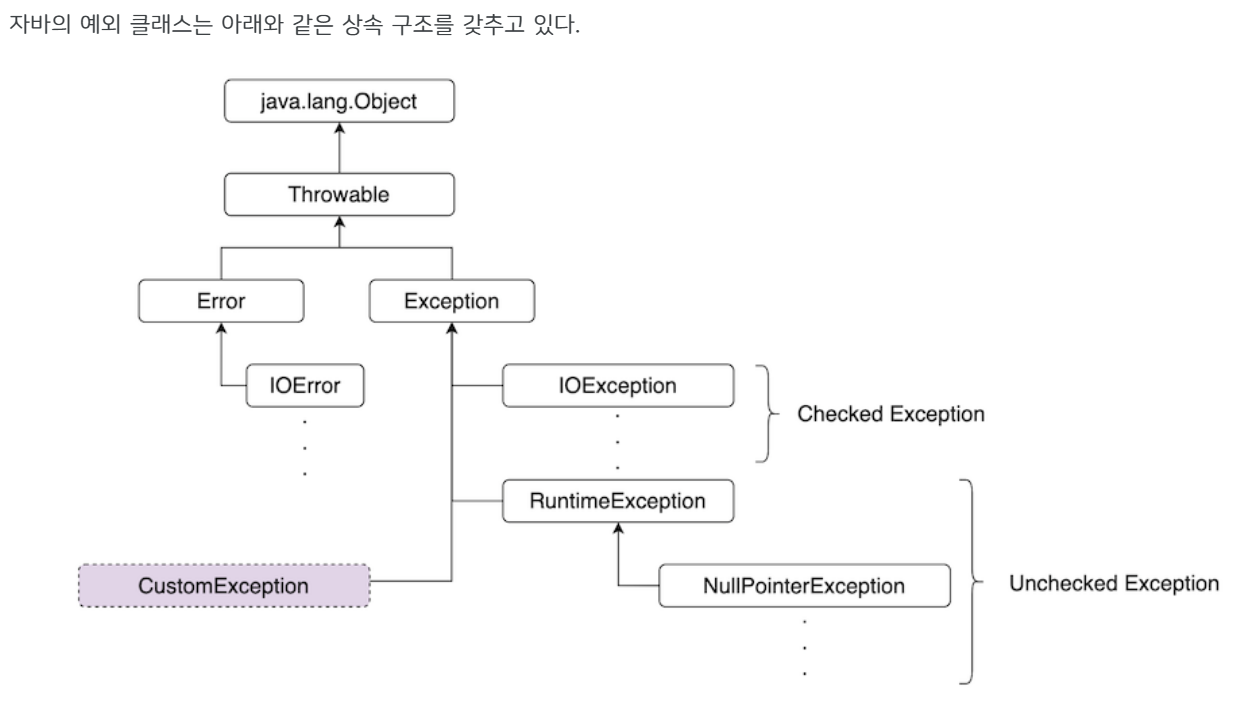 자바의 예외 클래스는 아래와 같은 상속 구조를 갖추고 있다.
java.lang.Object
Throwable
Error
Exception
IOError
IOException
Checked Exception
RuntimeException
CustomException
NullPointerException
Unchecked Exception